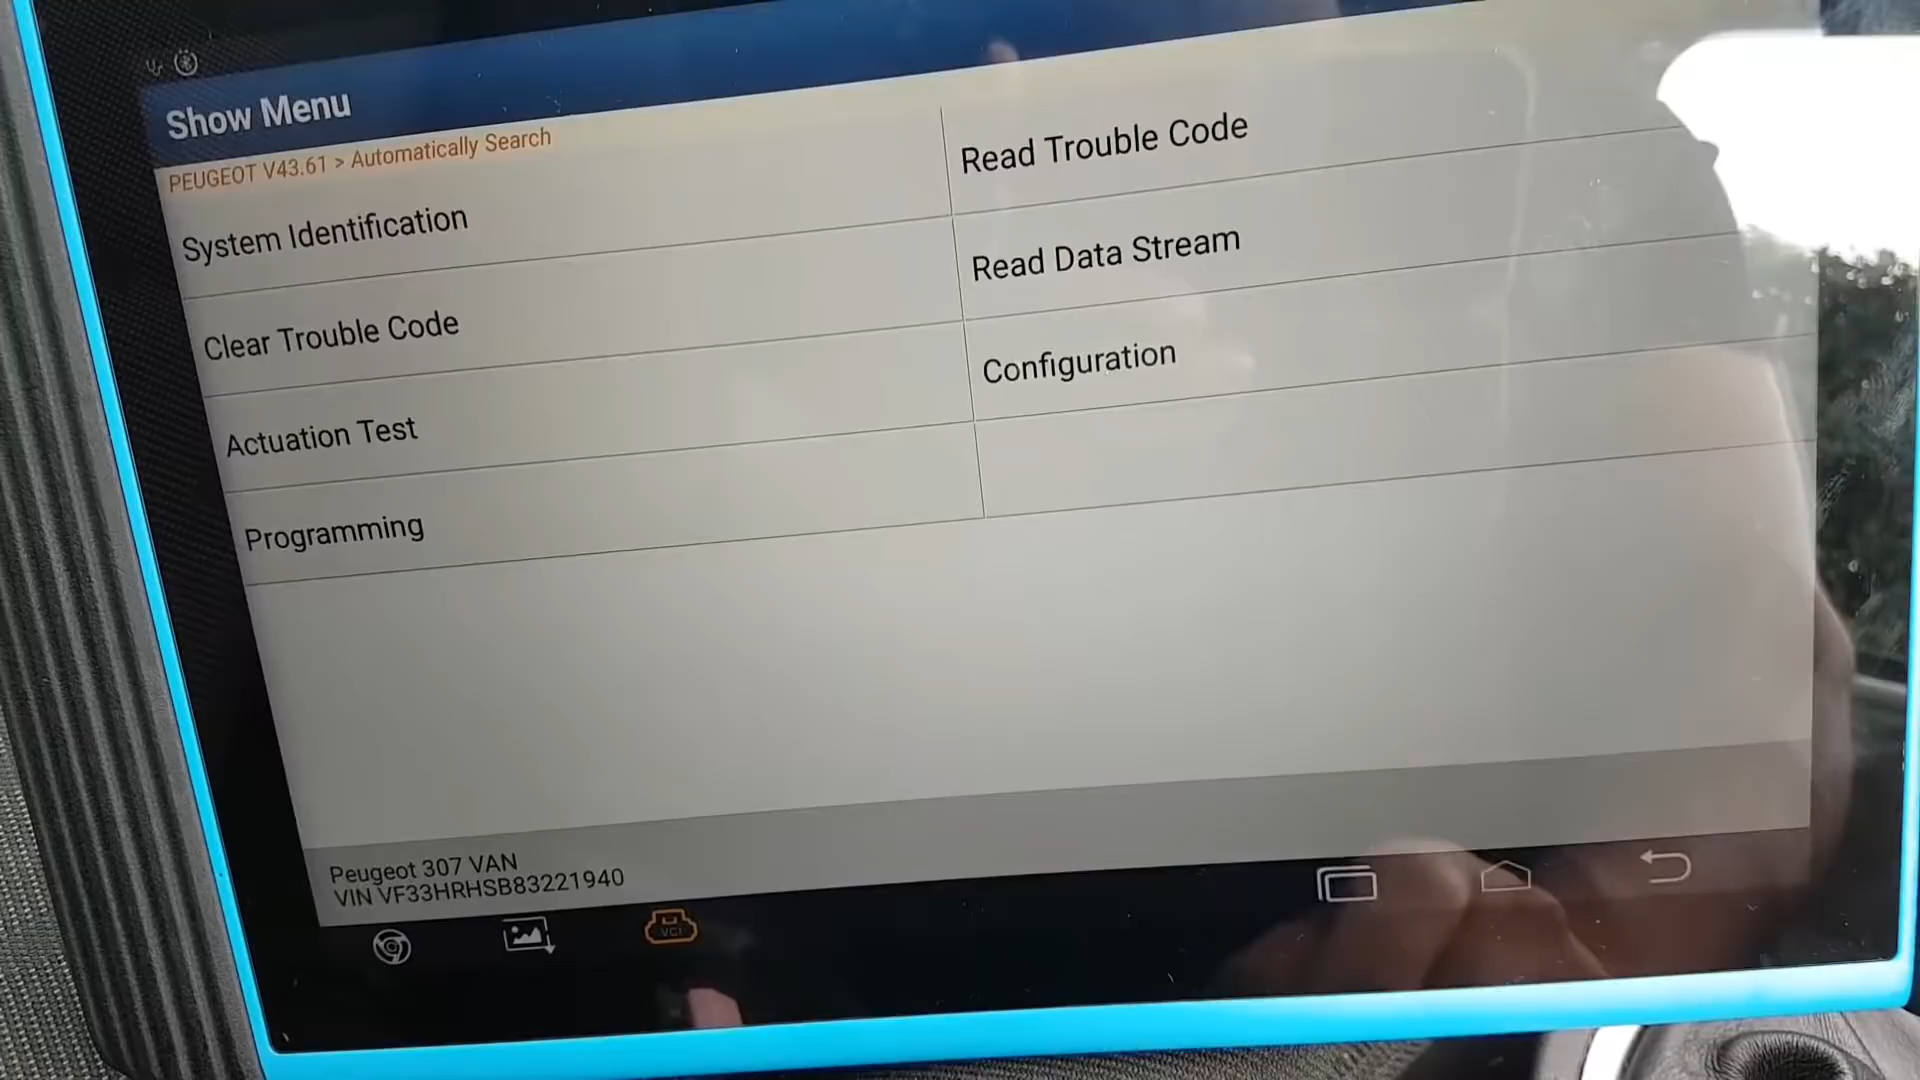 Show Menu
PEUGEOT V43.61 > Automatically Search
System Identification
Read Trouble Code
Clear Trouble Code
Read Data Stream
Actuation Test
Configuration
Programming
Peugeot 307 VAN
VIN VF33HRHSB83221940
VCI